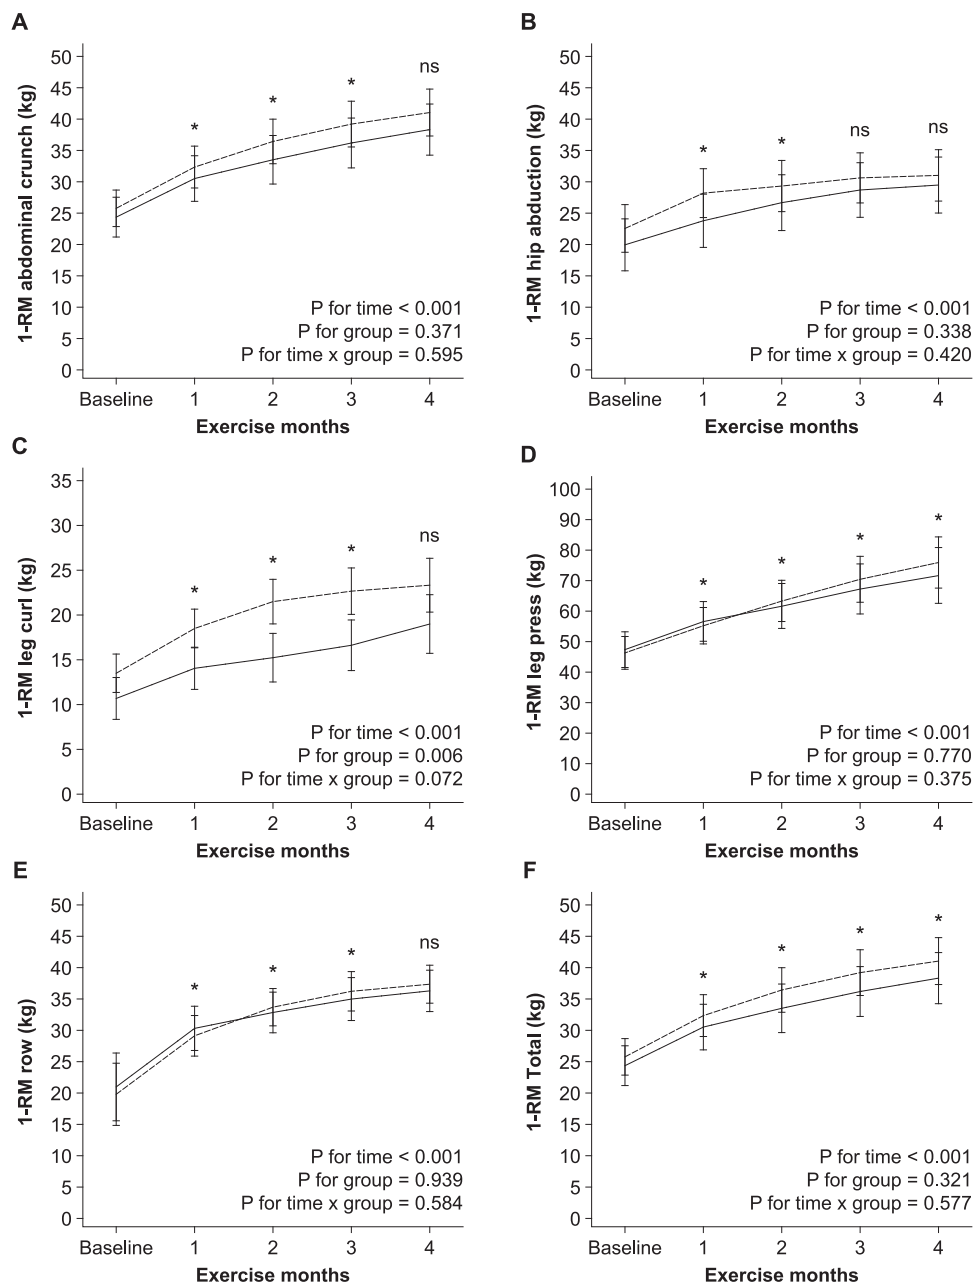 A
1-RM abdominal crunch (kg)
50
45
40
35
30
25
20
15
10
5
0
* * * ns
P for time < 0.001
P for group = 0.371
P for time x group = 0.595
Baseline 1 2 3 4
Exercise months
B
1-RM hip abduction (kg)
50
45
40
35
30
25
20
15
10
5
0
* * ns ns
P for time < 0.001
P for group = 0.338
P for time x group = 0.420
Baseline 1 2 3 4
Exercise months
C
1-RM leg curl (kg)
35
30
25
20
15
10
5
0
* * * ns
P for time < 0.001
P for group = 0.006
P for time x group = 0.072
Baseline 1 2 3 4
Exercise months
D
1-RM leg press (kg)
100
90
80
70
60
50
40
30
20
10
0
* * * *
P for time < 0.001
P for group = 0.770
P for time x group = 0.375
Baseline 1 2 3 4
Exercise months
E
1-RM row (kg)
50
45
40
35
30
25
20
15
10
5
0
* * * ns
P for time < 0.001
P for group = 0.939
P for time x group = 0.584
Baseline 1 2 3 4
Exercise months
F
1-RM Total (kg)
50
45
40
35
30
25
20
15
10
5
0
* * * *
P for time < 0.001
P for group = 0.321
P for time x group = 0.577
Baseline 1 2 3 4
Exercise months